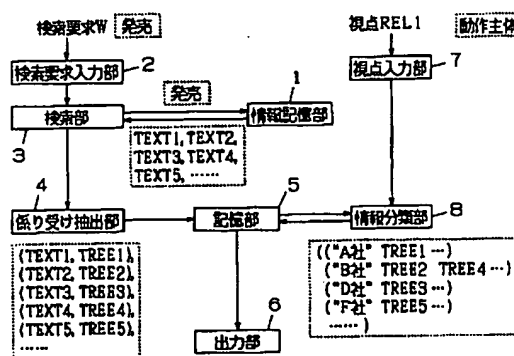 検索要求W 発売
視点REL1 動作主体
2
7
検索要求入力部
視点入力部
発売
1
検索部
情報記憶部
3
TEXT1, TEXT2,
TEXT3, TEXT4,
TEXT5, ……
4
5
8
係り受け抽出部
記憶部
情報分類部
(TEXT1, TREE1),
(TEXT2, TREE2),
(TEXT3, TREE3),
(TEXT4, TREE4),
(TEXT5, TREE5),
……
(("A社" TREE1 …)
("B社" TREE2 TREE4 …)
("D社" TREE3 …)
("F社" TREE5 …)
…… )
6
出力部